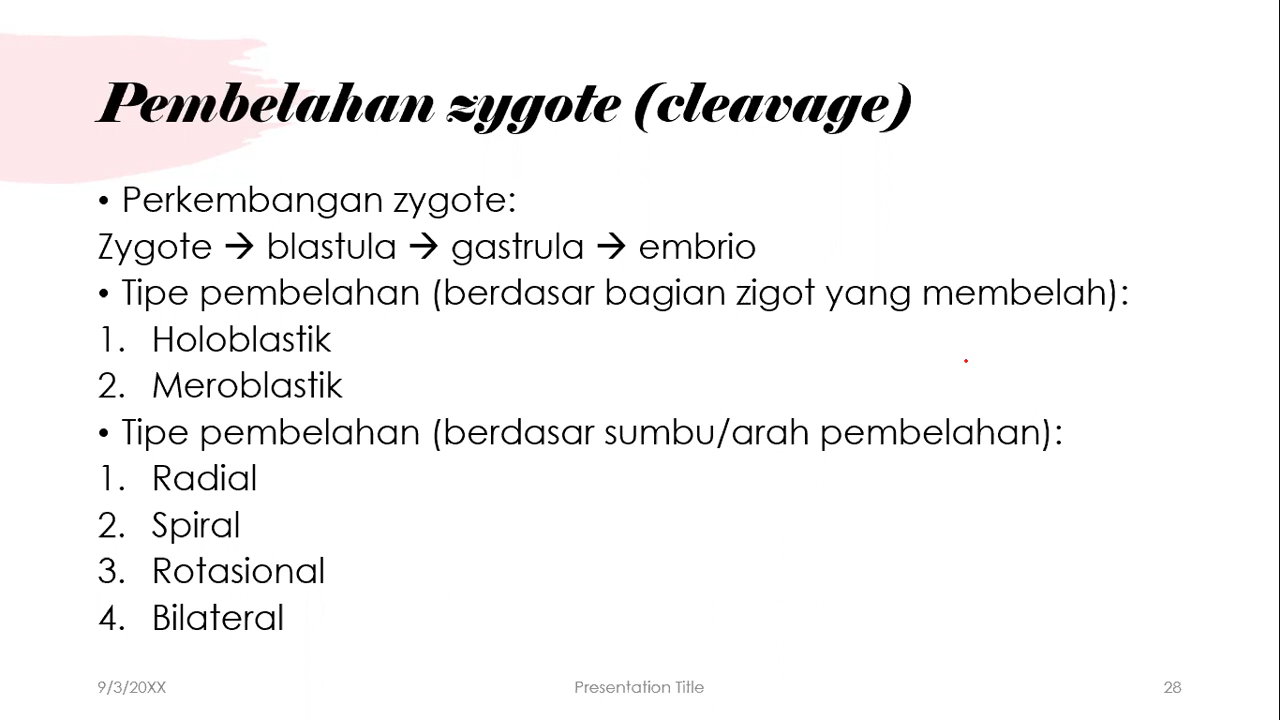 Pembelahan zygote (cleavage)
• Perkembangan zygote:
Zygote → blastula → gastrula → embrio
• Tipe pembelahan (berdasar bagian zigot yang membelah):
1. Holoblastik
2. Meroblastik
• Tipe pembelahan (berdasar sumbu/arah pembelahan):
1. Radial
2. Spiral
3. Rotasional
4. Bilateral
9/3/20XX Presentation Title 28